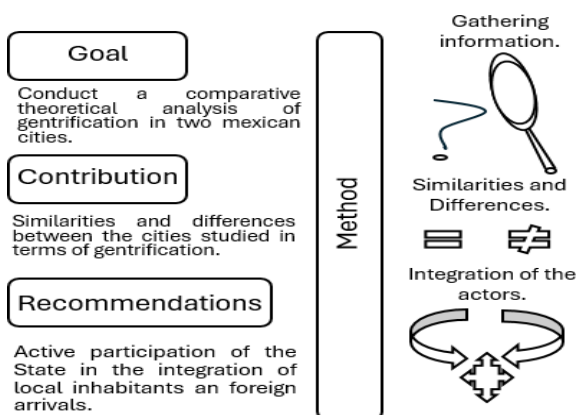 Goal
Conduct a comparative
theoretical analysis of
gentrification in two mexican
cities.
Contribution
Similarities and differences
between the cities studied in
terms of gentrification.
Recommendations
Active participation of the
State in the integration of
local inhabitants an foreign
arrivals.
Method
Gathering
information.
Similarities and
Differences.
Integration of the
actors.